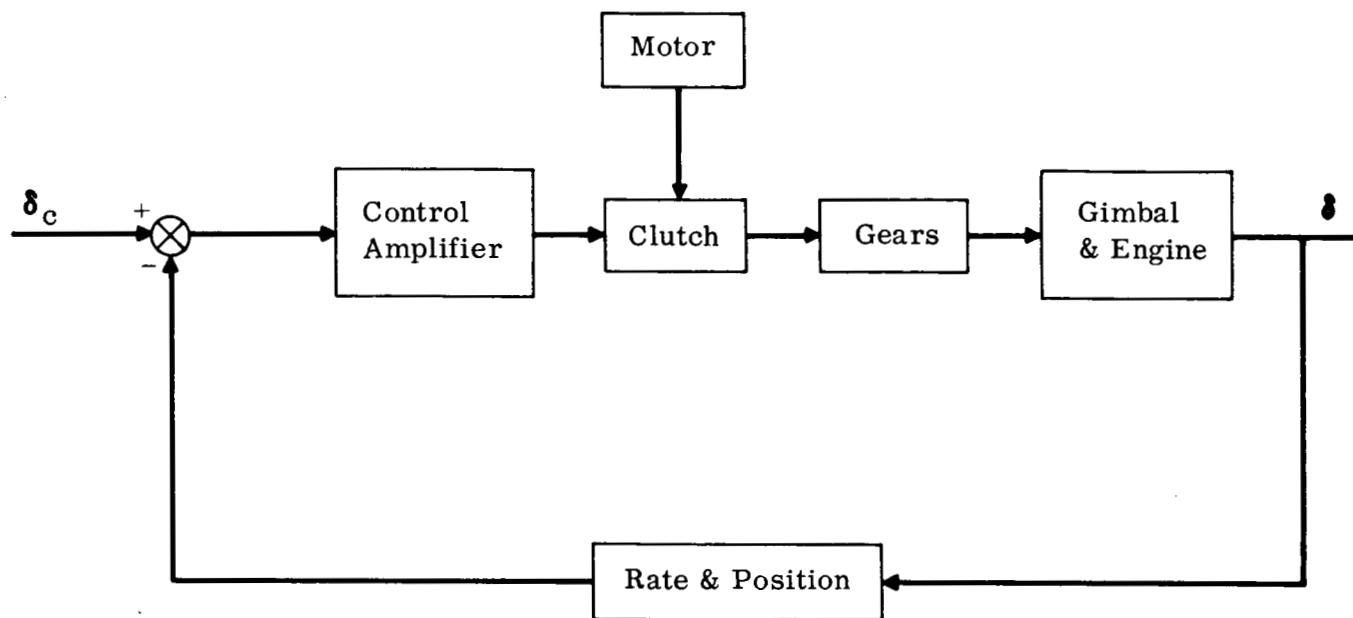 Motor
δc
+
−
Control
Amplifier
Clutch
Gears
Gimbal
& Engine
δ
Rate & Position